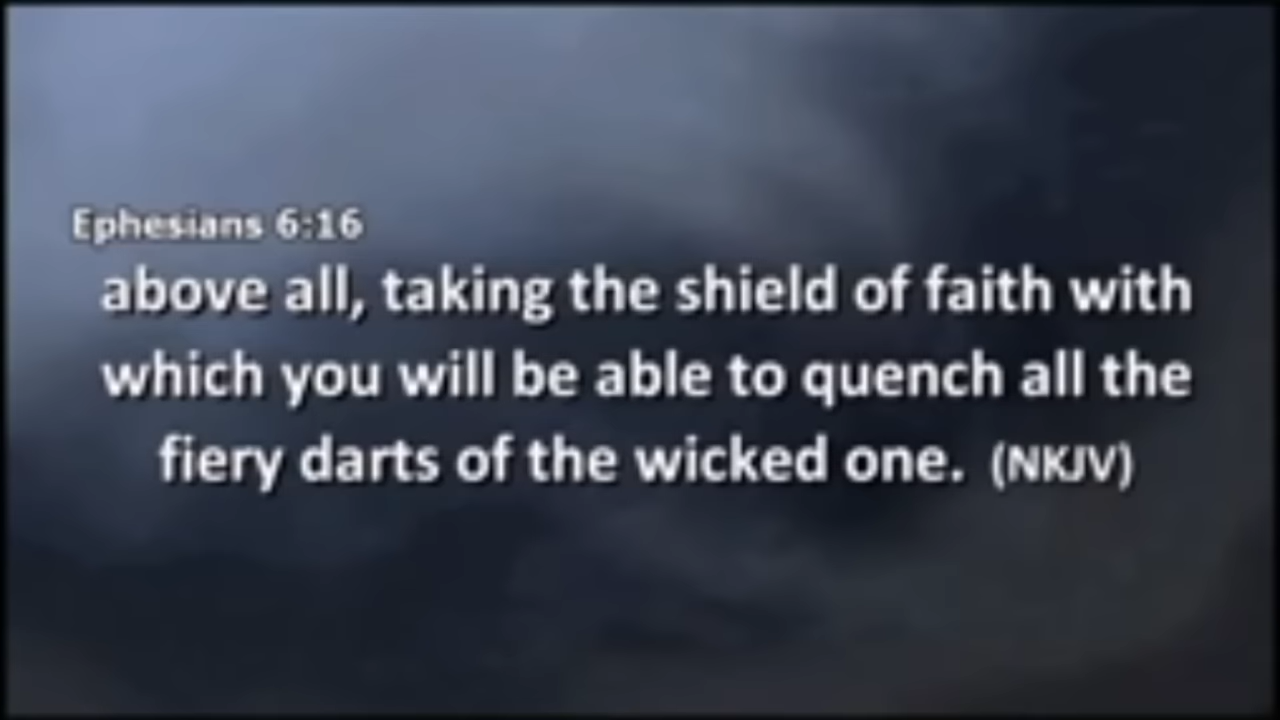 Ephesians 6:16
above all, taking the shield of faith with
which you will be able to quench all the
fiery darts of the wicked one. (NKJV)